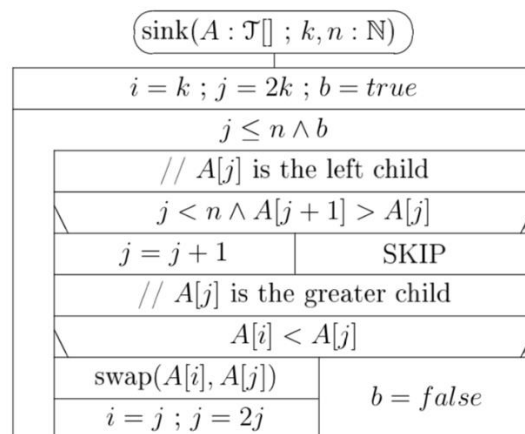 sink(A : 𝒯[] ; k, n : ℕ)
i = k ; j = 2k ; b = true
j ≤ n ∧ b
// A[j] is the left child
j < n ∧ A[j + 1] > A[j]
j = j + 1 SKIP
// A[j] is the greater child
A[i] < A[j]
swap(A[i], A[j])
b = false
i = j ; j = 2j